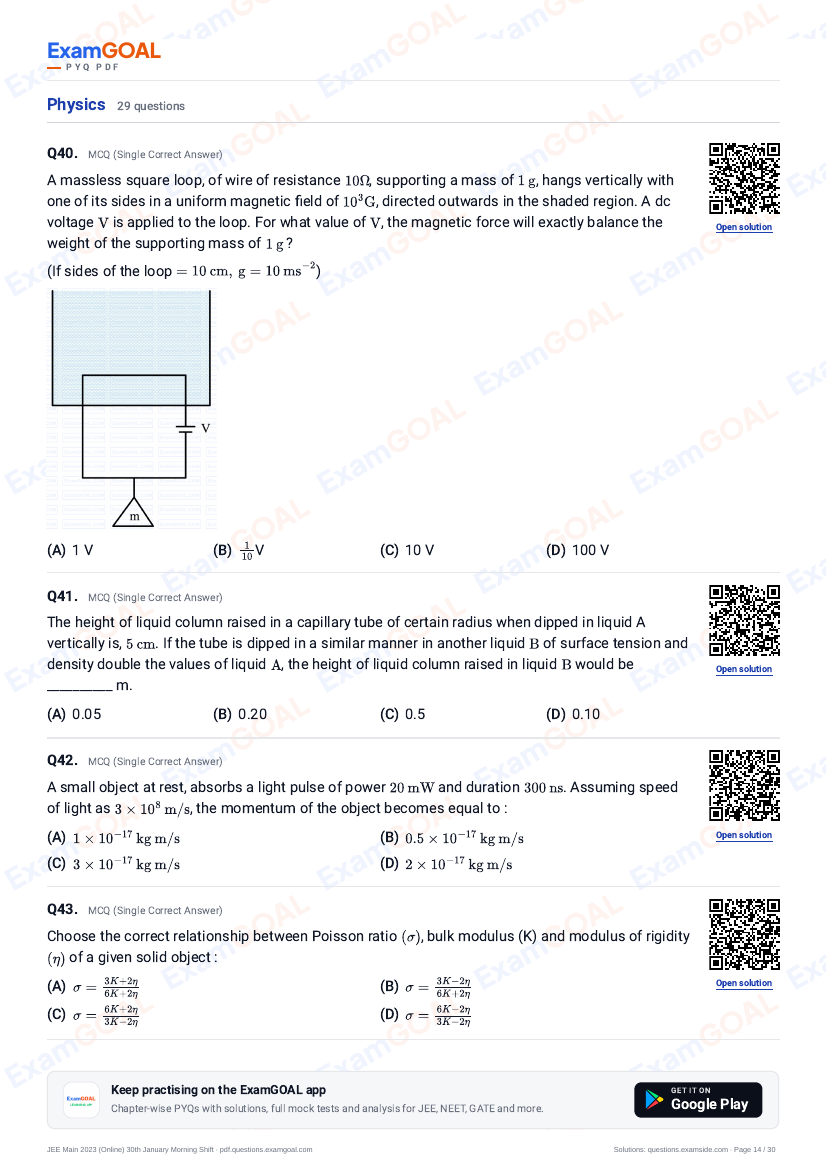 ExamGOAL
PYQ PDF
Physics 29 questions
Q40. MCQ (Single Correct Answer)
A massless square loop, of wire of resistance 10Ω, supporting a mass of 1 g, hangs vertically with
one of its sides in a uniform magnetic field of 10³G, directed outwards in the shaded region. A dc
voltage V is applied to the loop. For what value of V, the magnetic force will exactly balance the
weight of the supporting mass of 1 g ?
(If sides of the loop = 10 cm, g = 10 ms⁻²)
Open solution
V
m
(A) 1 V (B) 1/10 V (C) 10 V (D) 100 V
Q41. MCQ (Single Correct Answer)
The height of liquid column raised in a capillary tube of certain radius when dipped in liquid A
vertically is, 5 cm. If the tube is dipped in a similar manner in another liquid B of surface tension and
density double the values of liquid A, the height of liquid column raised in liquid B would be
__________ m.
Open solution
(A) 0.05 (B) 0.20 (C) 0.5 (D) 0.10
Q42. MCQ (Single Correct Answer)
A small object at rest, absorbs a light pulse of power 20 mW and duration 300 ns. Assuming speed
of light as 3 × 10⁸ m/s, the momentum of the object becomes equal to :
Open solution
(A) 1 × 10⁻¹⁷ kg m/s (B) 0.5 × 10⁻¹⁷ kg m/s
(C) 3 × 10⁻¹⁷ kg m/s (D) 2 × 10⁻¹⁷ kg m/s
Q43. MCQ (Single Correct Answer)
Choose the correct relationship between Poisson ratio (σ), bulk modulus (K) and modulus of rigidity
(η) of a given solid object :
Open solution
(A) σ = (3K+2η)/(6K+2η) (B) σ = (3K−2η)/(6K+2η)
(C) σ = (6K+2η)/(3K−2η) (D) σ = (6K−2η)/(3K−2η)
ExamGOAL
Keep practising on the ExamGOAL app
Chapter-wise PYQs with solutions, full mock tests and analysis for JEE, NEET, GATE and more.
GET IT ON
Google Play
JEE Main 2023 (Online) 30th January Morning Shift · pdf.questions.examgoal.com Solutions: questions.examside.com · Page 14 / 30